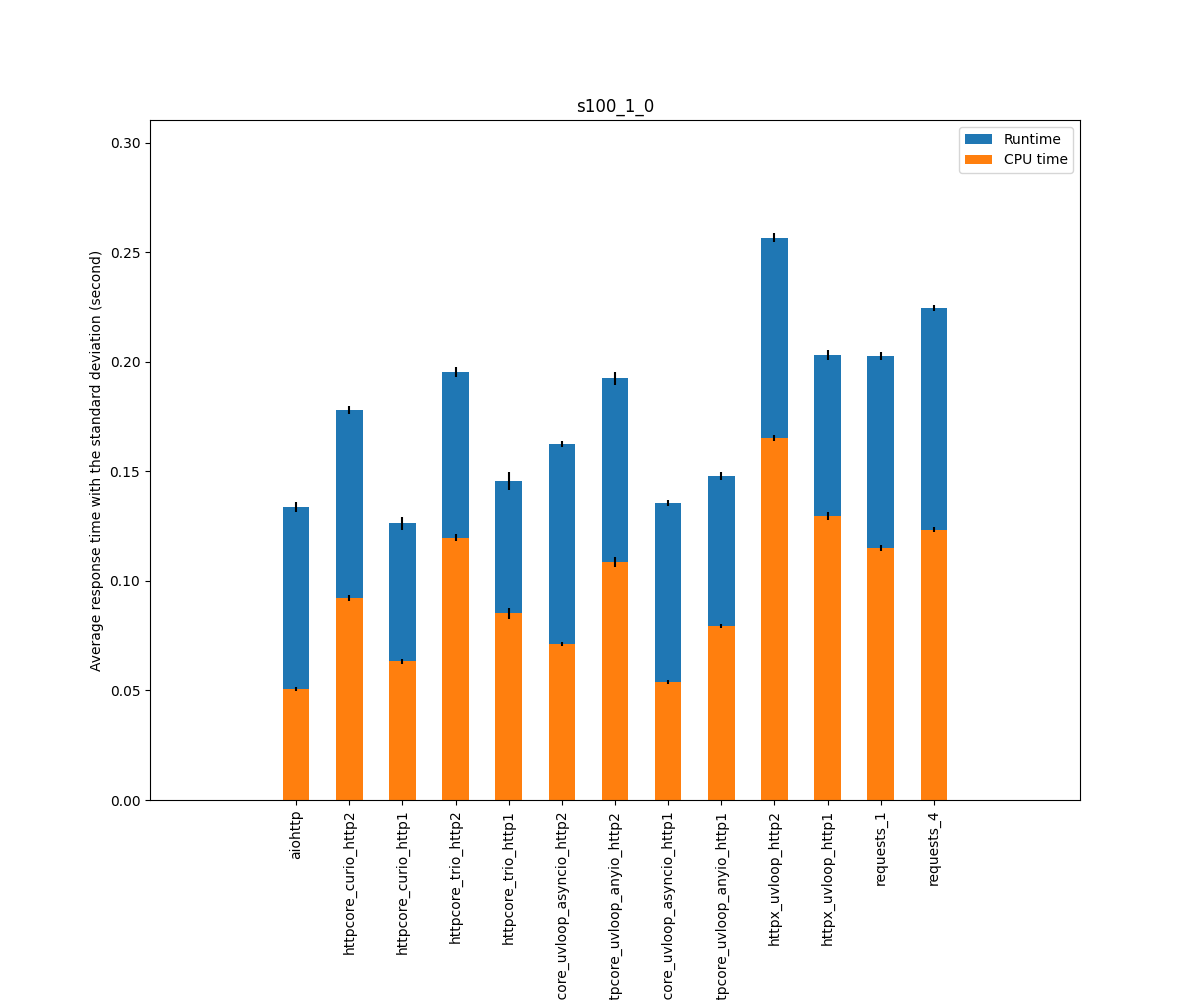 s100_1_0
Runtime
CPU time
Average response time with the standard deviation (second)
0.30
0.25
0.20
0.15
0.10
0.05
0.00
aiohttp
httpcore_curio_http2
httpcore_curio_http1
httpcore_trio_http2
httpcore_trio_http1
core_uvloop_asyncio_http2
tpcore_uvloop_anyio_http2
core_uvloop_asyncio_http1
tpcore_uvloop_anyio_http1
httpx_uvloop_http2
httpx_uvloop_http1
requests_1
requests_4